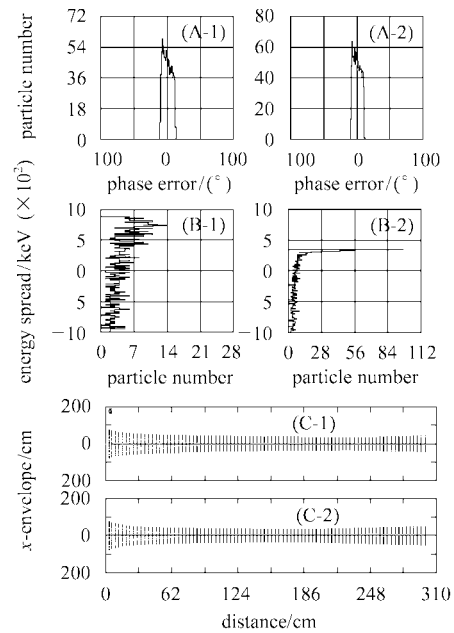 particle number
72
54
36
18
0
(A-1)
100 0 100
phase error/(°)
80
60
40
20
0
(A-2)
100 0 100
phase error/(°)
energy spread/keV (×10²)
10
5
0
5
−10
(B-1)
0 7 14 21 28
particle number
10
5
0
5
−10
(B-2)
0 28 56 84 112
particle number
x-envelope/cm
200
0
200
(C-1)
200
0
200
(C-2)
0 62 124 186 248 310
distance/cm